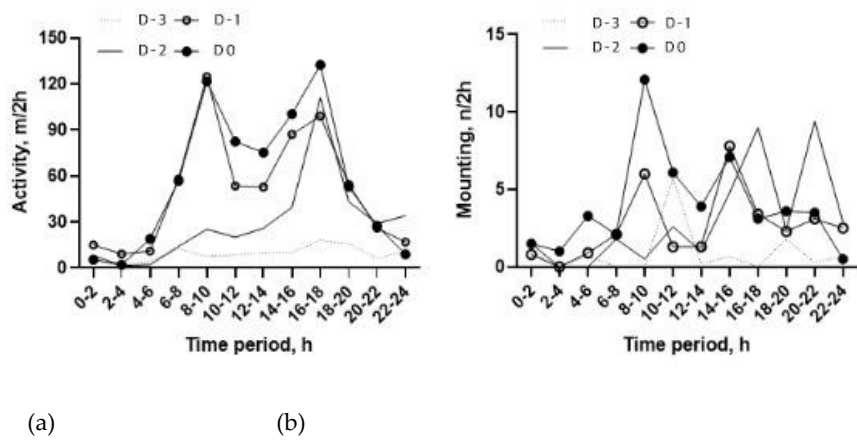 D-3 D-1
D-2 D0
150
120
90
60
30
0
Activity, m/2h
0-2 2-4 4-6 6-8 8-10 10-12 12-14 14-16 16-18 18-20 20-22 22-24
Time period, h
D-3 D-1
D-2 D0
15
10
5
0
Mounting, n/2h
0-2 2-4 4-6 6-8 8-10 10-12 12-14 14-16 16-18 18-20 20-22 22-24
Time period, h
(a) (b)